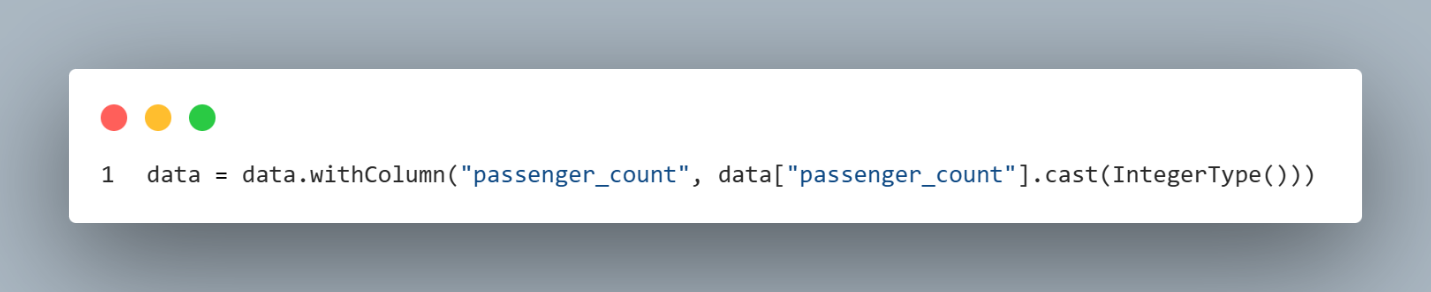 1 data = data.withColumn("passenger_count", data["passenger_count"].cast(IntegerType()))